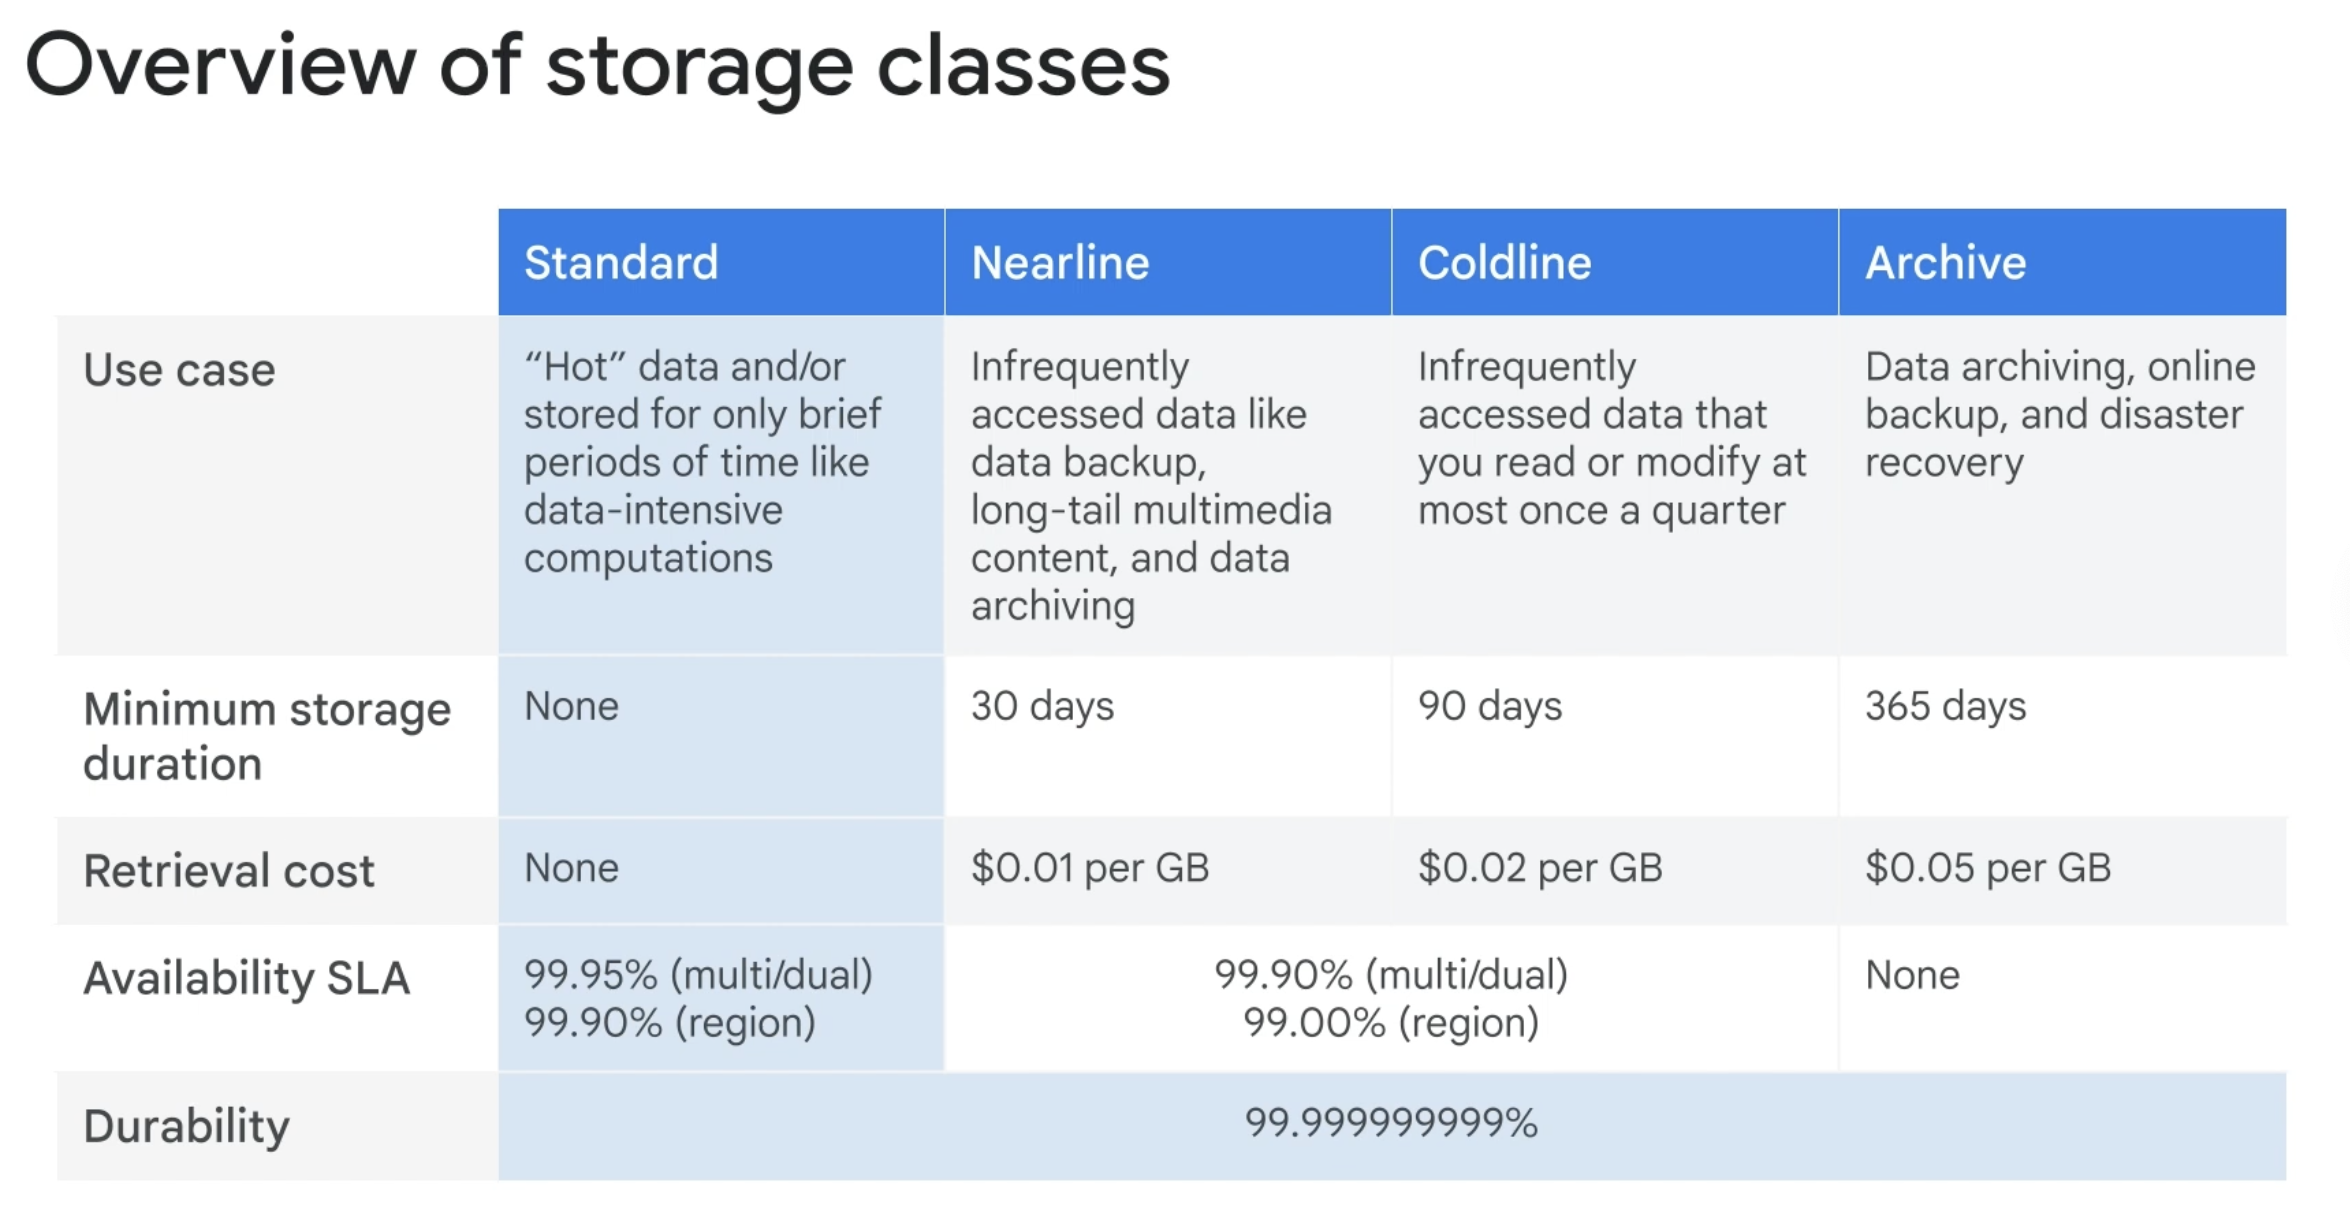 Overview of storage classes
Standard
Nearline
Coldline
Archive
Use case
“Hot” data and/or
stored for only brief
periods of time like
data-intensive
computations
Infrequently
accessed data like
data backup,
long-tail multimedia
content, and data
archiving
Infrequently
accessed data that
you read or modify at
most once a quarter
Data archiving, online
backup, and disaster
recovery
Minimum storage
duration
None
30 days
90 days
365 days
Retrieval cost
None
$0.01 per GB
$0.02 per GB
$0.05 per GB
Availability SLA
99.95% (multi/dual)
99.90% (region)
99.90% (multi/dual)
99.00% (region)
None
Durability
99.999999999%